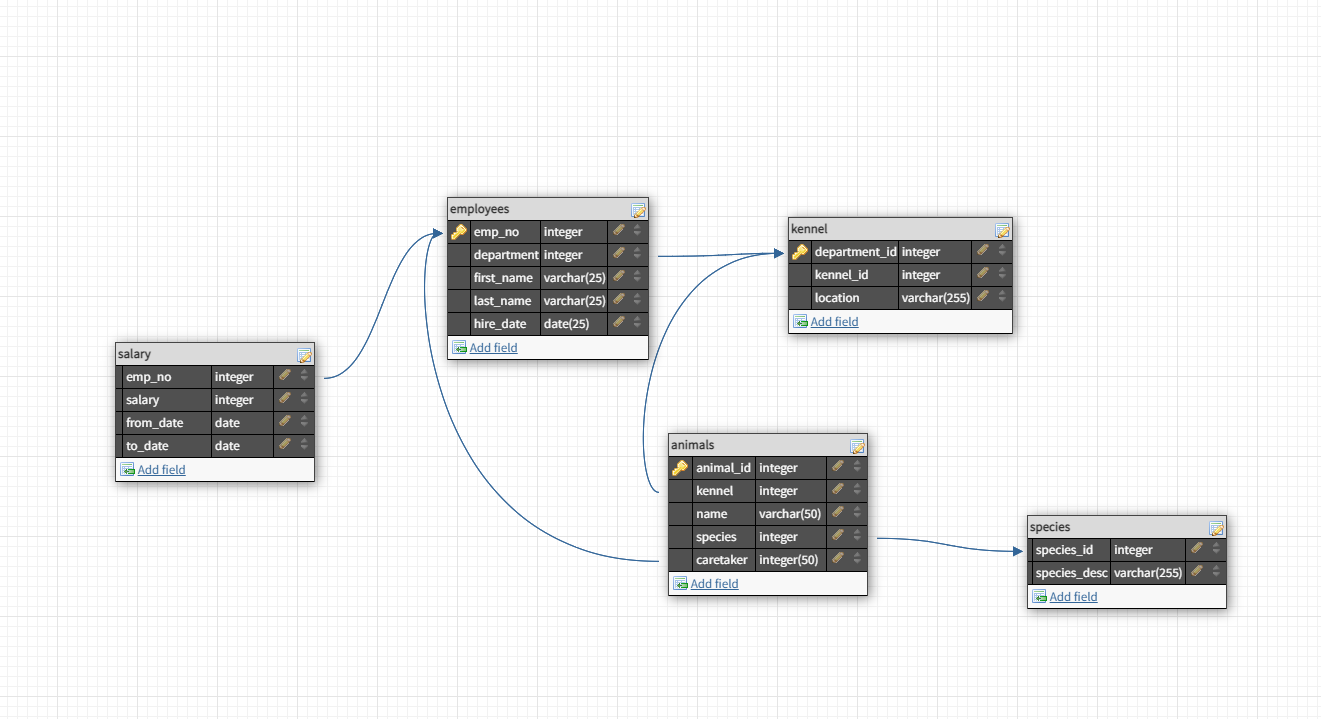 employees
emp_no integer
department integer
first_name varchar(25)
last_name varchar(25)
hire_date date(25)
Add field
kennel
department_id integer
kennel_id integer
location varchar(255)
Add field
salary
emp_no integer
salary integer
from_date date
to_date date
Add field
animals
animal_id integer
kennel integer
name varchar(50)
species integer
caretaker integer(50)
Add field
species
species_id integer
species_desc varchar(255)
Add field